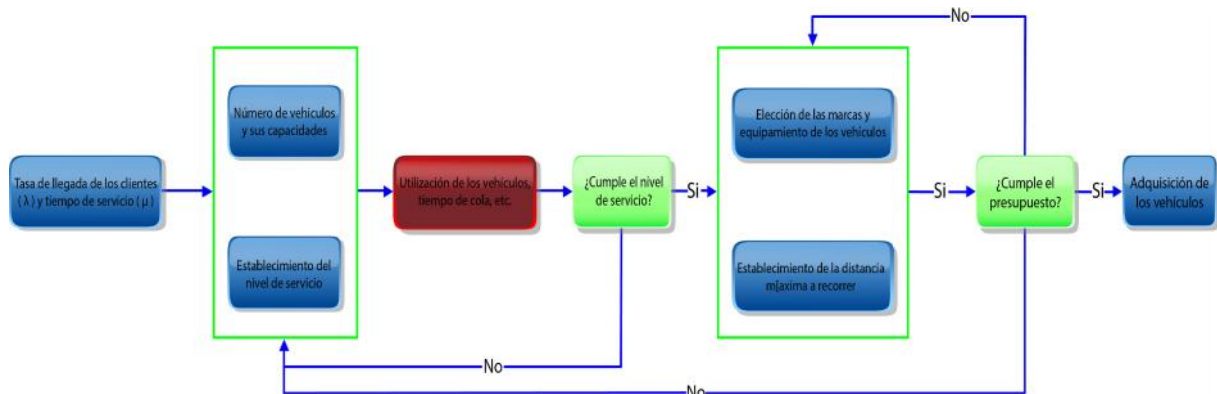 No
Número de vehículos
y sus capacidades
Elección de las marcas y
equipamiento de los vehículos
Tasa de llegada de los clientes
( λ ) y tiempo de servicio ( μ )
Utilización de los vehículos,
tiempo de cola, etc.
¿Cumple el nivel
de servicio?
Si
Si
¿Cumple el
presupuesto?
Si
Adquisición de
los vehículos
Establecimiento del
nivel de servicio
Establecimiento de la distancia
m|axima a recorrer
No
No